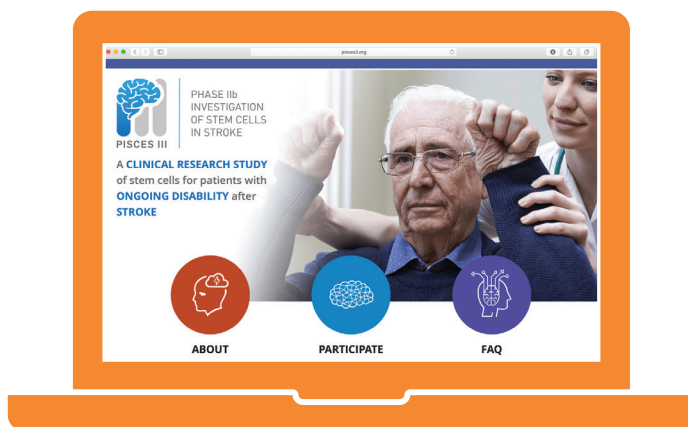 pisces3.org
PHASE IIb
INVESTIGATION
OF STEM CELLS
IN STROKE
PISCES III
A CLINICAL RESEARCH STUDY
of stem cells for patients with
ONGOING DISABILITY after
STROKE
ABOUT
PARTICIPATE
FAQ